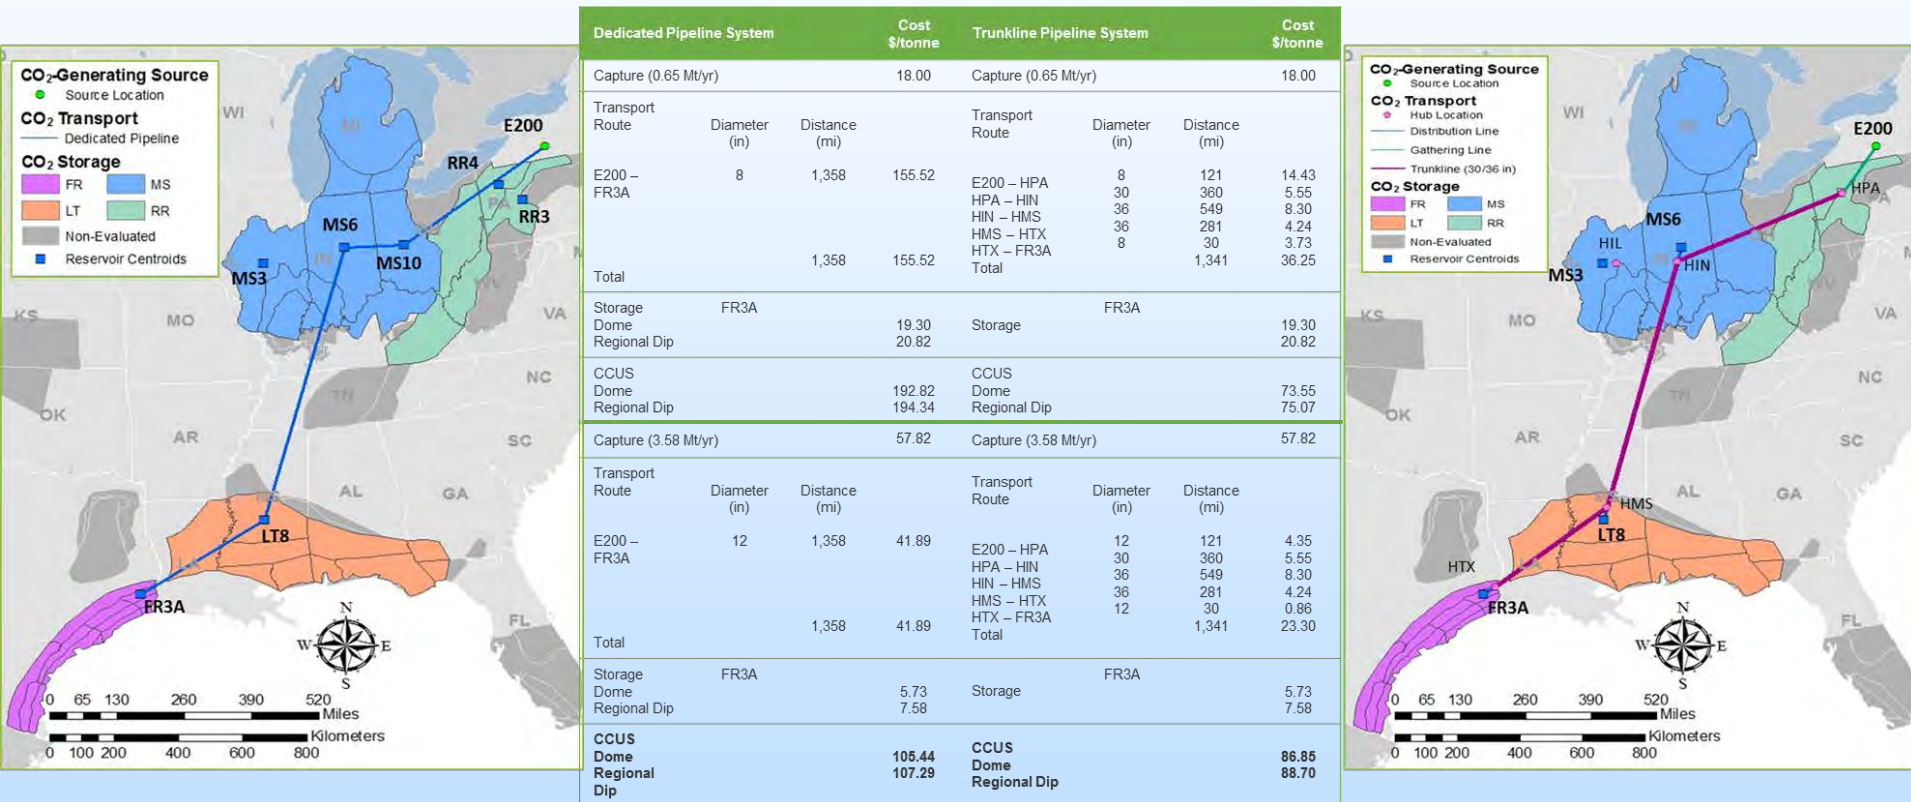 CO₂-Generating Source
Source Location
CO₂ Transport
Dedicated Pipeline
CO₂ Storage
FR MS
LT RR
Non-Evaluated
Reservoir Centroids
WI
MI
E200
RR4
PA
RR3
MS6
IN
MS10
MS3
KS
MO
VA
NC
TN
OK
AR
SC
AL
GA
LT8
LA
FR3A
FL
N
W E
S
0 65 130 260 390 520
Miles
Kilometers
0 100 200 400 600 800
Dedicated Pipeline System Cost $/tonne Trunkline Pipeline System Cost $/tonne
Capture (0.65 Mt/yr) 18.00 Capture (0.65 Mt/yr) 18.00
Transport Route Diameter (in) Distance (mi) Transport Route Diameter (in) Distance (mi)
E200 – FR3A 8 1,358 155.52
E200 – HPA 8 121 14.43
HPA – HIN 30 360 5.55
HIN – HMS 36 549 8.30
HMS – HTX 36 281 4.24
HTX – FR3A 8 30 3.73
Total 1,358 155.52 Total 1,341 36.25
Storage FR3A FR3A
Dome 19.30 Storage 19.30
Regional Dip 20.82 20.82
CCUS CCUS
Dome 192.82 Dome 73.55
Regional Dip 194.34 Regional Dip 75.07
Capture (3.58 Mt/yr) 57.82 Capture (3.58 Mt/yr) 57.82
Transport Route Diameter (in) Distance (mi) Transport Route Diameter (in) Distance (mi)
E200 – FR3A 12 1,358 41.89
E200 – HPA 12 121 4.35
HPA – HIN 30 360 5.55
HIN – HMS 36 549 8.30
HMS – HTX 36 281 4.24
HTX – FR3A 12 30 0.86
Total 1,358 41.89 Total 1,341 23.30
Storage FR3A FR3A
Dome 5.73 Storage 5.73
Regional Dip 7.58 7.58
CCUS CCUS
Dome 105.44 Dome 86.85
Regional Dip 107.29 Regional Dip 88.70
CO₂-Generating Source
Source Location
CO₂ Transport
Hub Location
Distribution Line
Gathering Line
Trunkline (30/36 in)
CO₂ Storage
FR MS
LT RR
Non-Evaluated
Reservoir Centroids
WI
E200
HPA
PA
MS6
HIL
HIN
MS3
KS
MO
VA
NC
TN
OK
AR
SC
HMS
AL
GA
LT8
HTX
FR3A
FL
N
W E
S
0 65 130 260 390 520
Miles
Kilometers
0 100 200 400 600 800